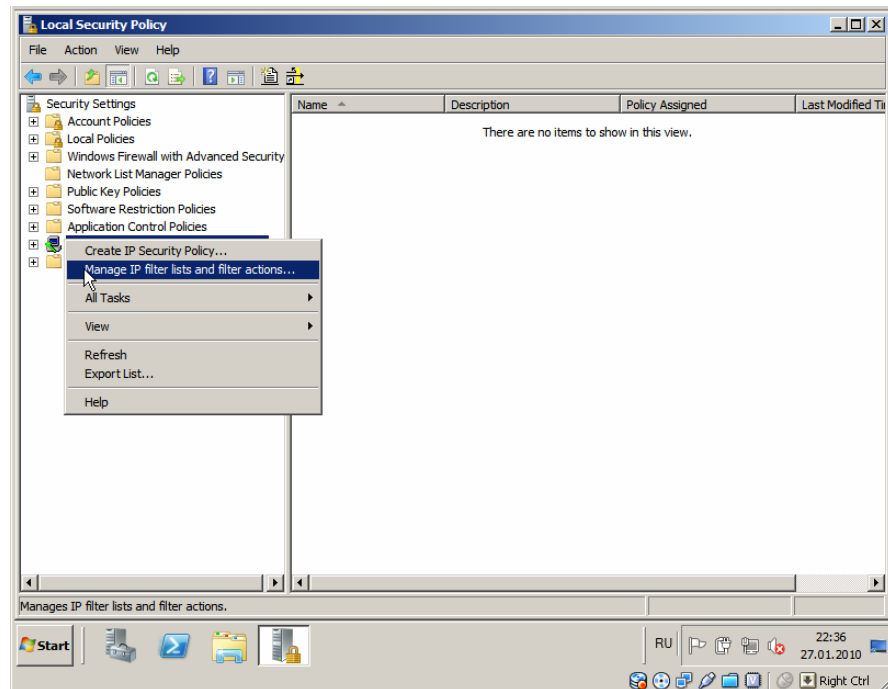 Local Security Policy
File Action View Help
Security Settings
Account Policies
Local Policies
Windows Firewall with Advanced Security
Network List Manager Policies
Public Key Policies
Software Restriction Policies
Application Control Policies
Name Description Policy Assigned Last Modified Ti
There are no items to show in this view.
Create IP Security Policy...
Manage IP filter lists and filter actions...
All Tasks
View
Refresh
Export List...
Help
Manages IP filter lists and filter actions.
Start
RU
22:36
27.01.2010
Right Ctrl